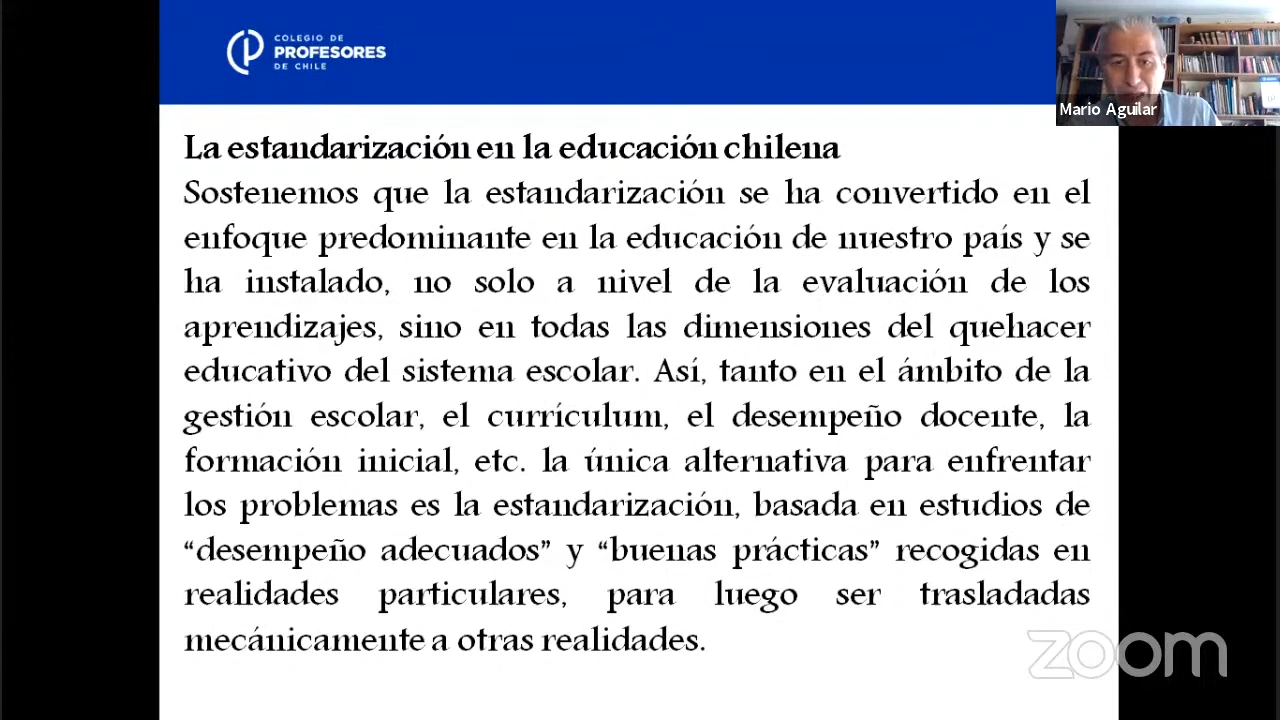 COLEGIO DE
PROFESORES
DE CHILE
Mario Aguilar
La estandarización en la educación chilena
Sostenemos que la estandarización se ha convertido en el
enfoque predominante en la educación de nuestro país y se
ha instalado, no solo a nivel de la evaluación de los
aprendizajes, sino en todas las dimensiones del quehacer
educativo del sistema escolar. Así, tanto en el ámbito de la
gestión escolar, el currículum, el desempeño docente, la
formación inicial, etc. la única alternativa para enfrentar
los problemas es la estandarización, basada en estudios de
“desempeño adecuados” y “buenas prácticas” recogidas en
realidades particulares, para luego ser trasladadas
mecánicamente a otras realidades.
zoom